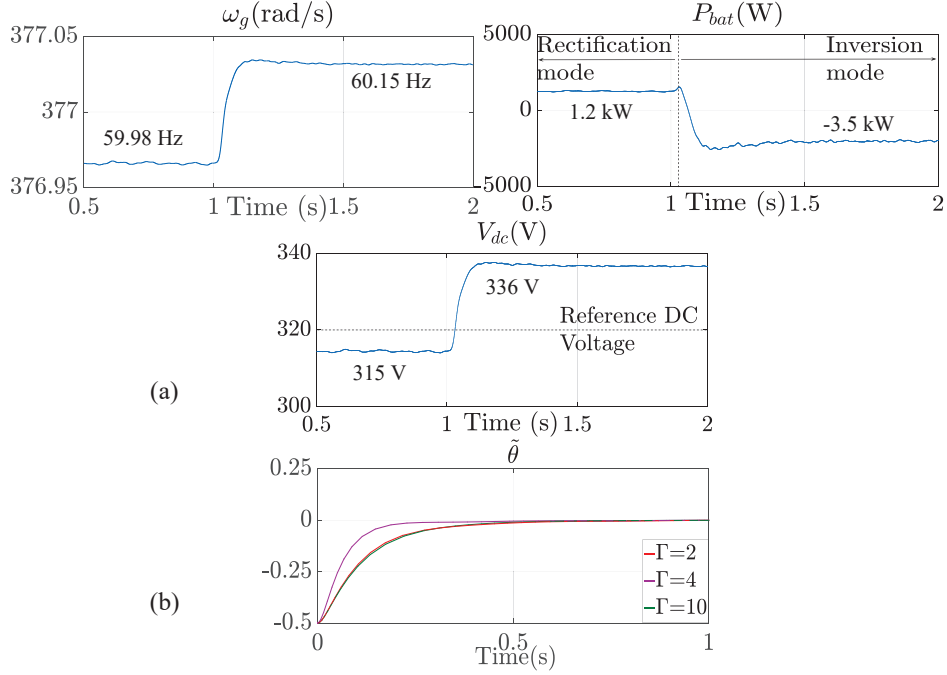 ω_g(rad/s)
377.05
377
376.95
59.98 Hz
60.15 Hz
0.5 1 Time (s) 1.5 2
P_bat(W)
5000
0
-5000
Rectification
mode
Inversion
mode
1.2 kW
-3.5 kW
0.5 1 Time (s) 1.5 2
V_dc(V)
340
320
300
336 V
Reference DC
Voltage
315 V
0.5 1 Time (s) 1.5 2
(a)
θ̃
0.25
0
-0.25
-0.5
Γ=2
Γ=4
Γ=10
0 0.5 1
Time(s)
(b)